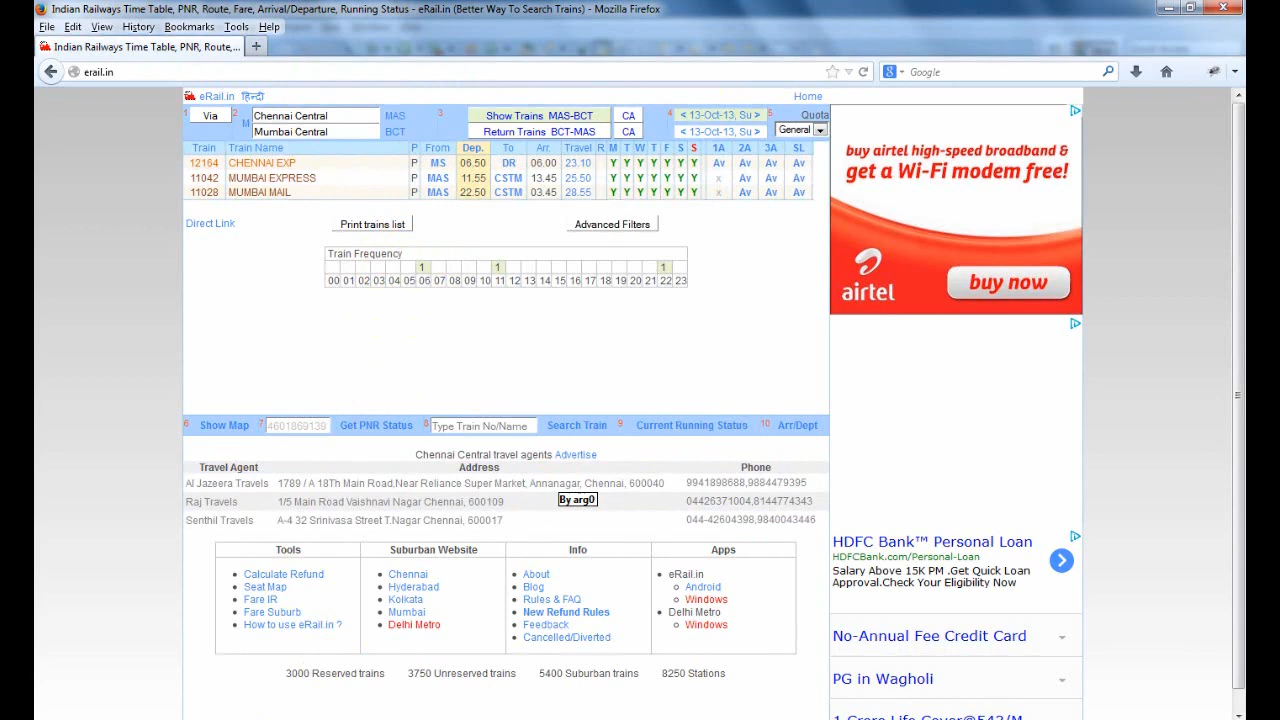 Indian Railways Time Table, PNR, Route, Fare, Arrival/Departure, Running Status - eRail.in (Better Way To Search Trains) - Mozilla Firefox
File Edit View History Bookmarks Tools Help
Indian Railways Time Table, PNR, Route,... +
erail.in
Google
eRail.in हिन्दी Home
1 Via 2 Chennai Central MAS 3 Show Trains MAS-BCT CA 4 < 13-Oct-13, Su > 5 Quota
M Mumbai Central BCT Return Trains BCT-MAS CA < 13-Oct-13, Su > General
Train Train Name P From Dep. To Arr. Travel R M T W T F S S 1A 2A 3A SL
12164 CHENNAI EXP P MS 06.50 DR 06.00 23.10 Y Y Y Y Y Y Y Av Av Av Av
11042 MUMBAI EXPRESS P MAS 11.55 CSTM 13.45 25.50 Y Y Y Y Y Y Y x Av Av Av
11028 MUMBAI MAIL P MAS 22.50 CSTM 03.45 28.55 Y Y Y Y Y Y Y x Av Av Av
Direct Link Print trains list Advanced Filters
Train Frequency
1 1 1
00 01 02 03 04 05 06 07 08 09 10 11 12 13 14 15 16 17 18 19 20 21 22 23
6 Show Map 7 4601869139 Get PNR Status 8 Type Train No/Name Search Train 9 Current Running Status 10 Arr/Dept
Chennai Central travel agents Advertise
Travel Agent Address Phone
Al Jazeera Travels 1789 / A 18Th Main Road,Near Reliance Super Market, Annanagar, Chennai, 600040 9941898688,9884479395
Raj Travels 1/5 Main Road Vaishnavi Nagar Chennai, 600109 04426371004,8144774343
By arg0
Senthil Travels A-4 32 Srinivasa Street T.Nagar Chennai, 600017 044-42604398,9840043446
Tools Suburban Website Info Apps
Calculate Refund Chennai About eRail.in
Seat Map Hyderabad Blog Android
Fare IR Kolkata Rules & FAQ Windows
Fare Suburb Mumbai New Refund Rules Delhi Metro
How to use eRail.in ? Delhi Metro Feedback Windows
Cancelled/Diverted
3000 Reserved trains 3750 Unreserved trains 5400 Suburban trains 8250 Stations
buy airtel high-speed broadband &
get a Wi-Fi modem free!
airtel buy now
HDFC Bank™ Personal Loan
HDFCBank.com/Personal-Loan
Salary Above 15K PM .Get Quick Loan
Approval.Check Your Eligibility Now
No-Annual Fee Credit Card
PG in Wagholi